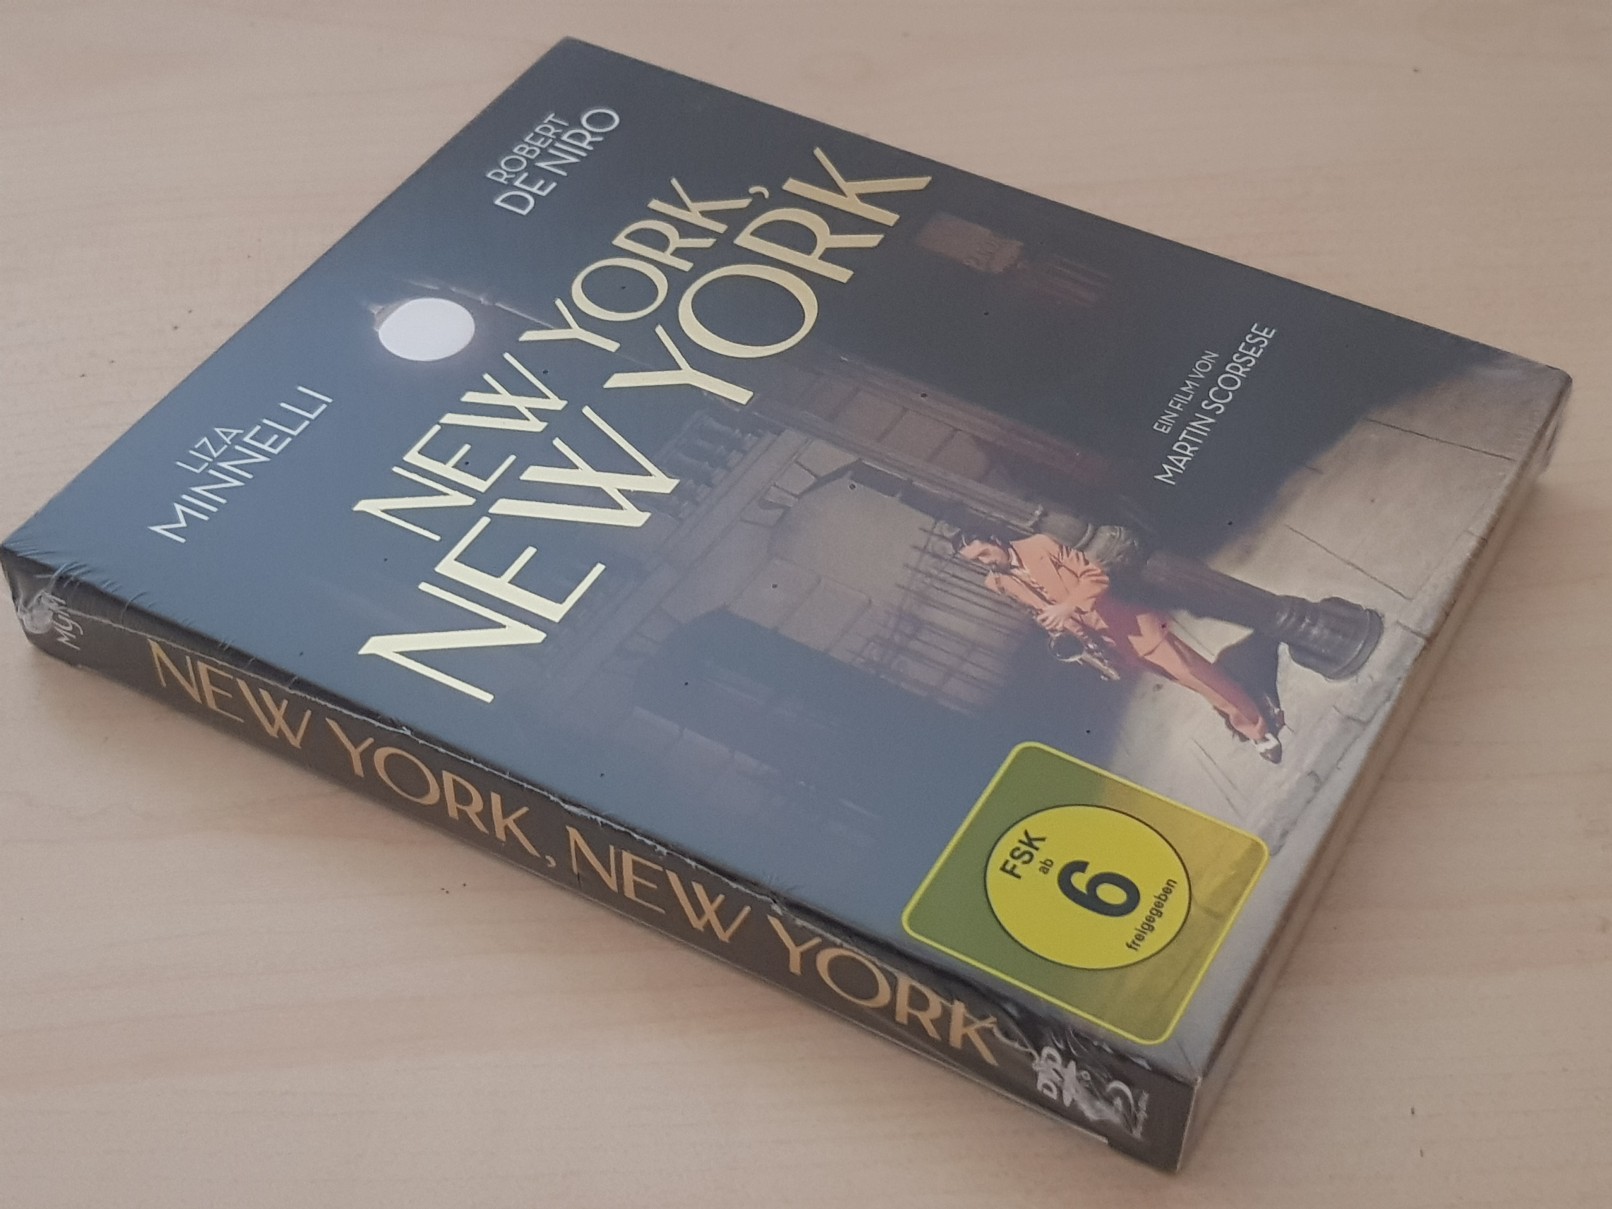 LIZA
MINNELLI
ROBERT
DE NIRO
NEW YORK,
NEW YORK
EIN FILM VON
MARTIN SCORSESE
FSK
ab
6
freigegeben
NEW YORK, NEW YORK
DVD